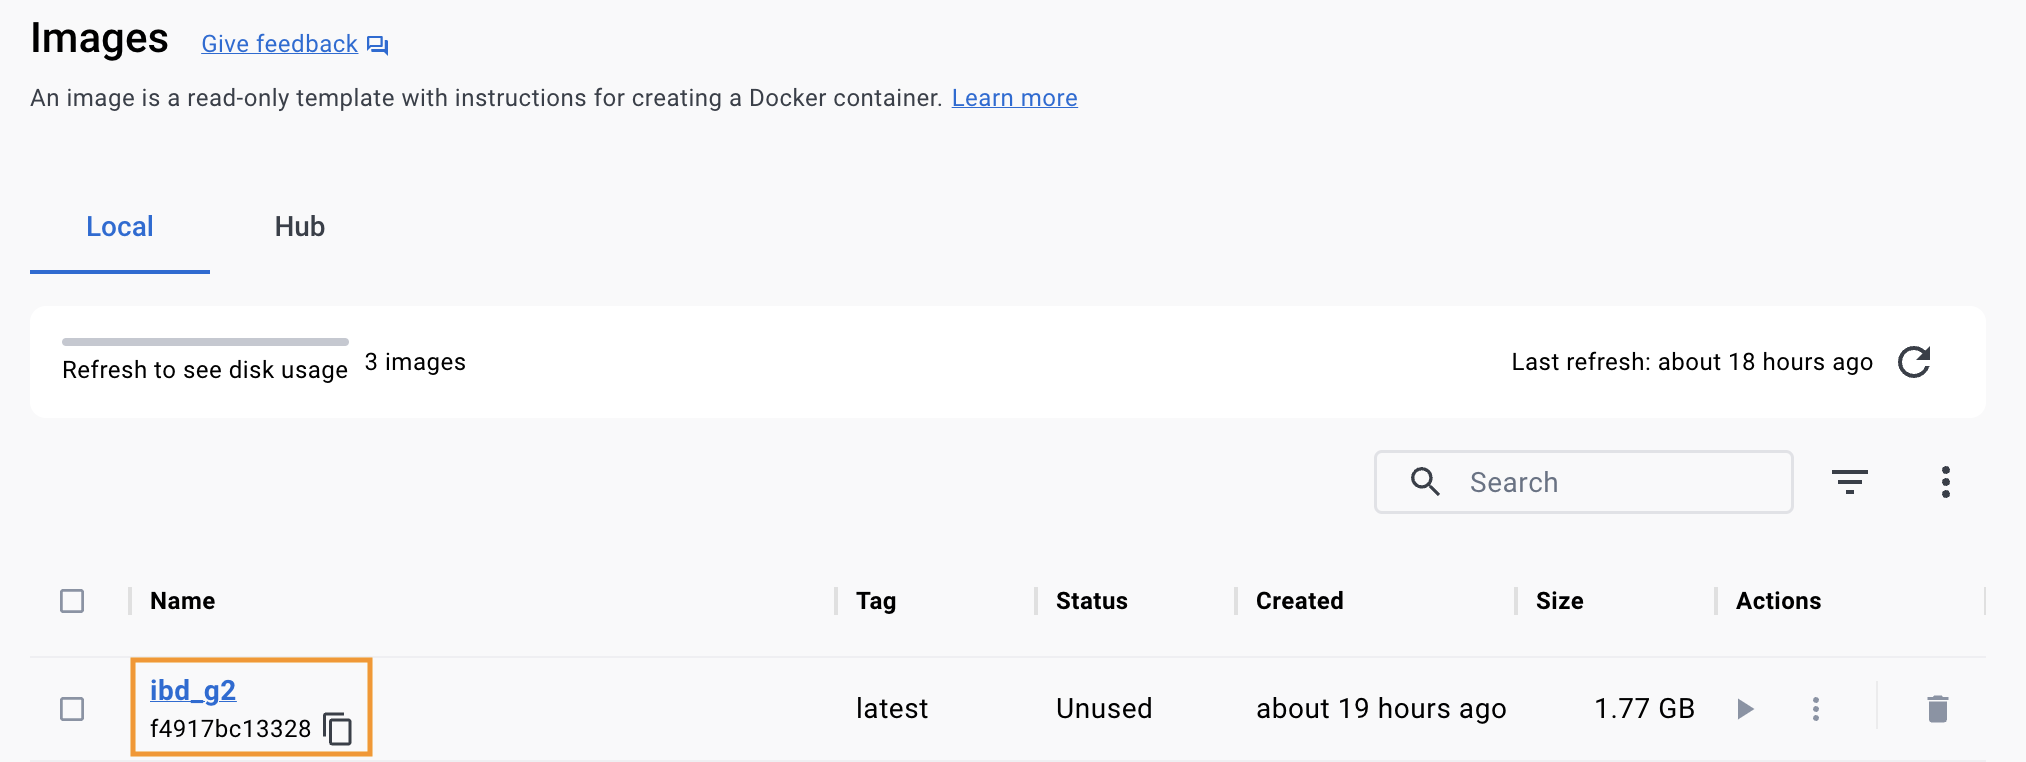 Images Give feedback
An image is a read-only template with instructions for creating a Docker container. Learn more
Local Hub
Refresh to see disk usage 3 images Last refresh: about 18 hours ago
Search
Name Tag Status Created Size Actions
ibd_g2
f4917bc13328 latest Unused about 19 hours ago 1.77 GB